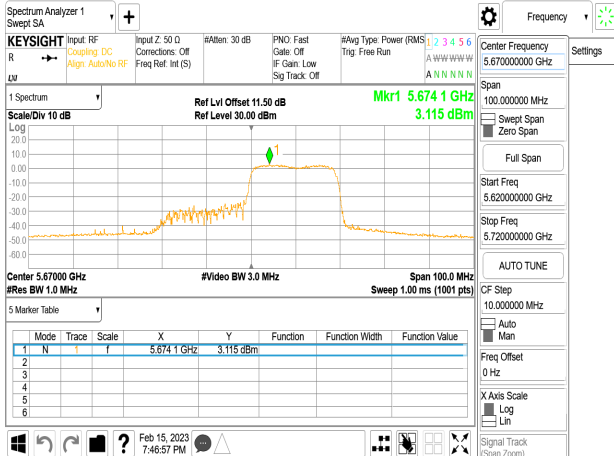 Spectrum Analyzer 1
Swept SA
Frequency
KEYSIGHT
R
Input: RF
Coupling: DC
Align: Auto/No RF
Input Z: 50 Ω
Corrections: Off
Freq Ref: Int (S)
#Atten: 30 dB
PNO: Fast
Gate: Off
IF Gain: Low
Sig Track: Off
#Avg Type: Power (RMS
Trig: Free Run
1 2 3 4 5 6
A W W W W W
A N N N N N
1 Spectrum
Scale/Div 10 dB
Ref Lvl Offset 11.50 dB
Ref Level 30.00 dBm
Mkr1 5.674 1 GHz
3.115 dBm
Log
20.0
10.0
0.00
-10.0
-20.0
-30.0
-40.0
-50.0
-60.0
1
Center 5.67000 GHz
#Res BW 1.0 MHz
#Video BW 3.0 MHz
Span 100.0 MHz
Sweep 1.00 ms (1001 pts)
5 Marker Table
Mode Trace Scale X Y Function Function Width Function Value
1 N 1 f 5.674 1 GHz 3.115 dBm
2
3
4
5
6
Feb 15, 2023
7:46:57 PM
Settings
Center Frequency
5.670000000 GHz
Span
100.000000 MHz
Swept Span
Zero Span
Full Span
Start Freq
5.620000000 GHz
Stop Freq
5.720000000 GHz
AUTO TUNE
CF Step
10.000000 MHz
Auto
Man
Freq Offset
0 Hz
X Axis Scale
Log
Lin
Signal Track
(Span Zoom)